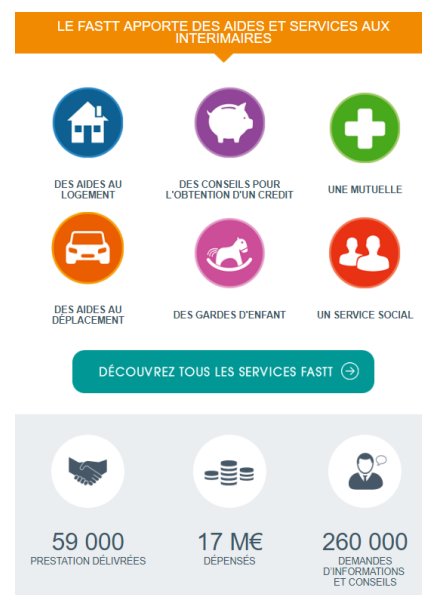 LE FASTT APPORTE DES AIDES ET SERVICES AUX
INTERIMAIRES
DES AIDES AU
LOGEMENT
DES CONSEILS POUR
L'OBTENTION D'UN CREDIT
UNE MUTUELLE
DES AIDES AU
DÉPLACEMENT
DES GARDES D'ENFANT
UN SERVICE SOCIAL
DÉCOUVREZ TOUS LES SERVICES FASTT
59 000
PRESTATION DÉLIVRÉES
17 M€
DÉPENSÉS
260 000
DEMANDES
D'INFORMATIONS
ET CONSEILS